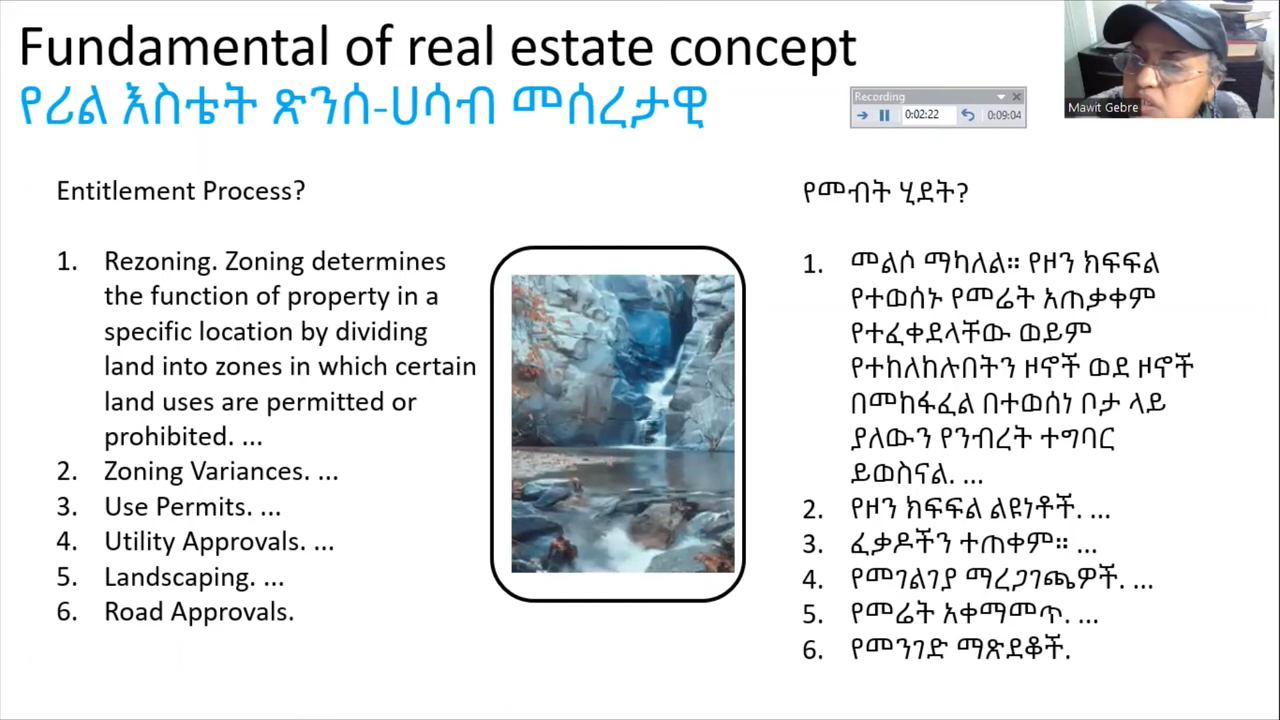 Fundamental of real estate concept
የሪል እስቴት ጽንሰ-ሀሳብ መሰረታዊ
Recording
0:02:22
0:09:04
Mawit Gebre
Entitlement Process?
1. Rezoning. Zoning determines
the function of property in a
specific location by dividing
land into zones in which certain
land uses are permitted or
prohibited. ...
2. Zoning Variances. ...
3. Use Permits. ...
4. Utility Approvals. ...
5. Landscaping. ...
6. Road Approvals.
የመብት ሂደት?
1. መልሶ ማካለል። የዞን ክፍፍል
የተወሰኑ የመሬት አጠቃቀም
የተፈቀደላቸው ወይም
የተከለከሉበትን ዞኖች ወደ ዞኖች
በመከፋፈል በተወሰነ ቦታ ላይ
ያለውን የንብረት ተግባር
ይወስናል. ...
2. የዞን ክፍፍል ልዩነቶች. ...
3. ፈቃዶችን ተጠቀም። ...
4. የመገልገያ ማረጋገጫዎች. ...
5. የመሬት አቀማመጥ. ...
6. የመንገድ ማጽደቆች.